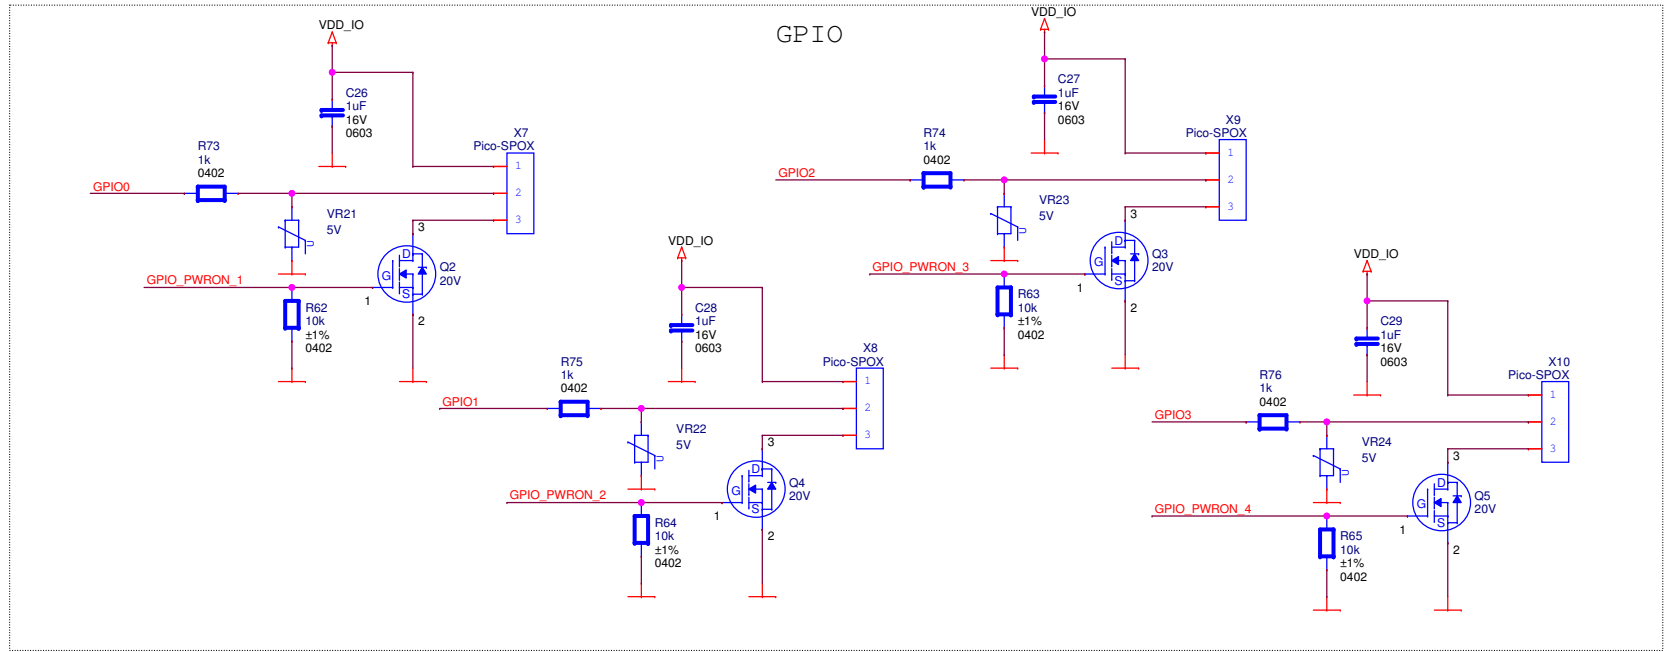 GPIO
VDD_IO
C26
1uF
16V
0603
X7
Pico-SPOX
1
2
3
R73
1k
0402
GPIO0
VR21
5V
U
3
D
G
S
Q2
20V
GPIO_PWRON_1
1
2
R62
10k
±1%
0402
VDD_IO
C28
1uF
16V
0603
X8
Pico-SPOX
1
2
3
R75
1k
0402
GPIO1
VR22
5V
U
3
D
G
S
Q4
20V
GPIO_PWRON_2
1
2
R64
10k
±1%
0402
VDD_IO
C27
1uF
16V
0603
X9
Pico-SPOX
1
2
3
R74
1k
0402
GPIO2
VR23
5V
U
3
D
G
S
Q3
20V
GPIO_PWRON_3
1
2
R63
10k
±1%
0402
VDD_IO
C29
1uF
16V
0603
X10
Pico-SPOX
1
2
3
R76
1k
0402
GPIO3
VR24
5V
U
3
D
G
S
Q5
20V
GPIO_PWRON_4
1
2
R65
10k
±1%
0402